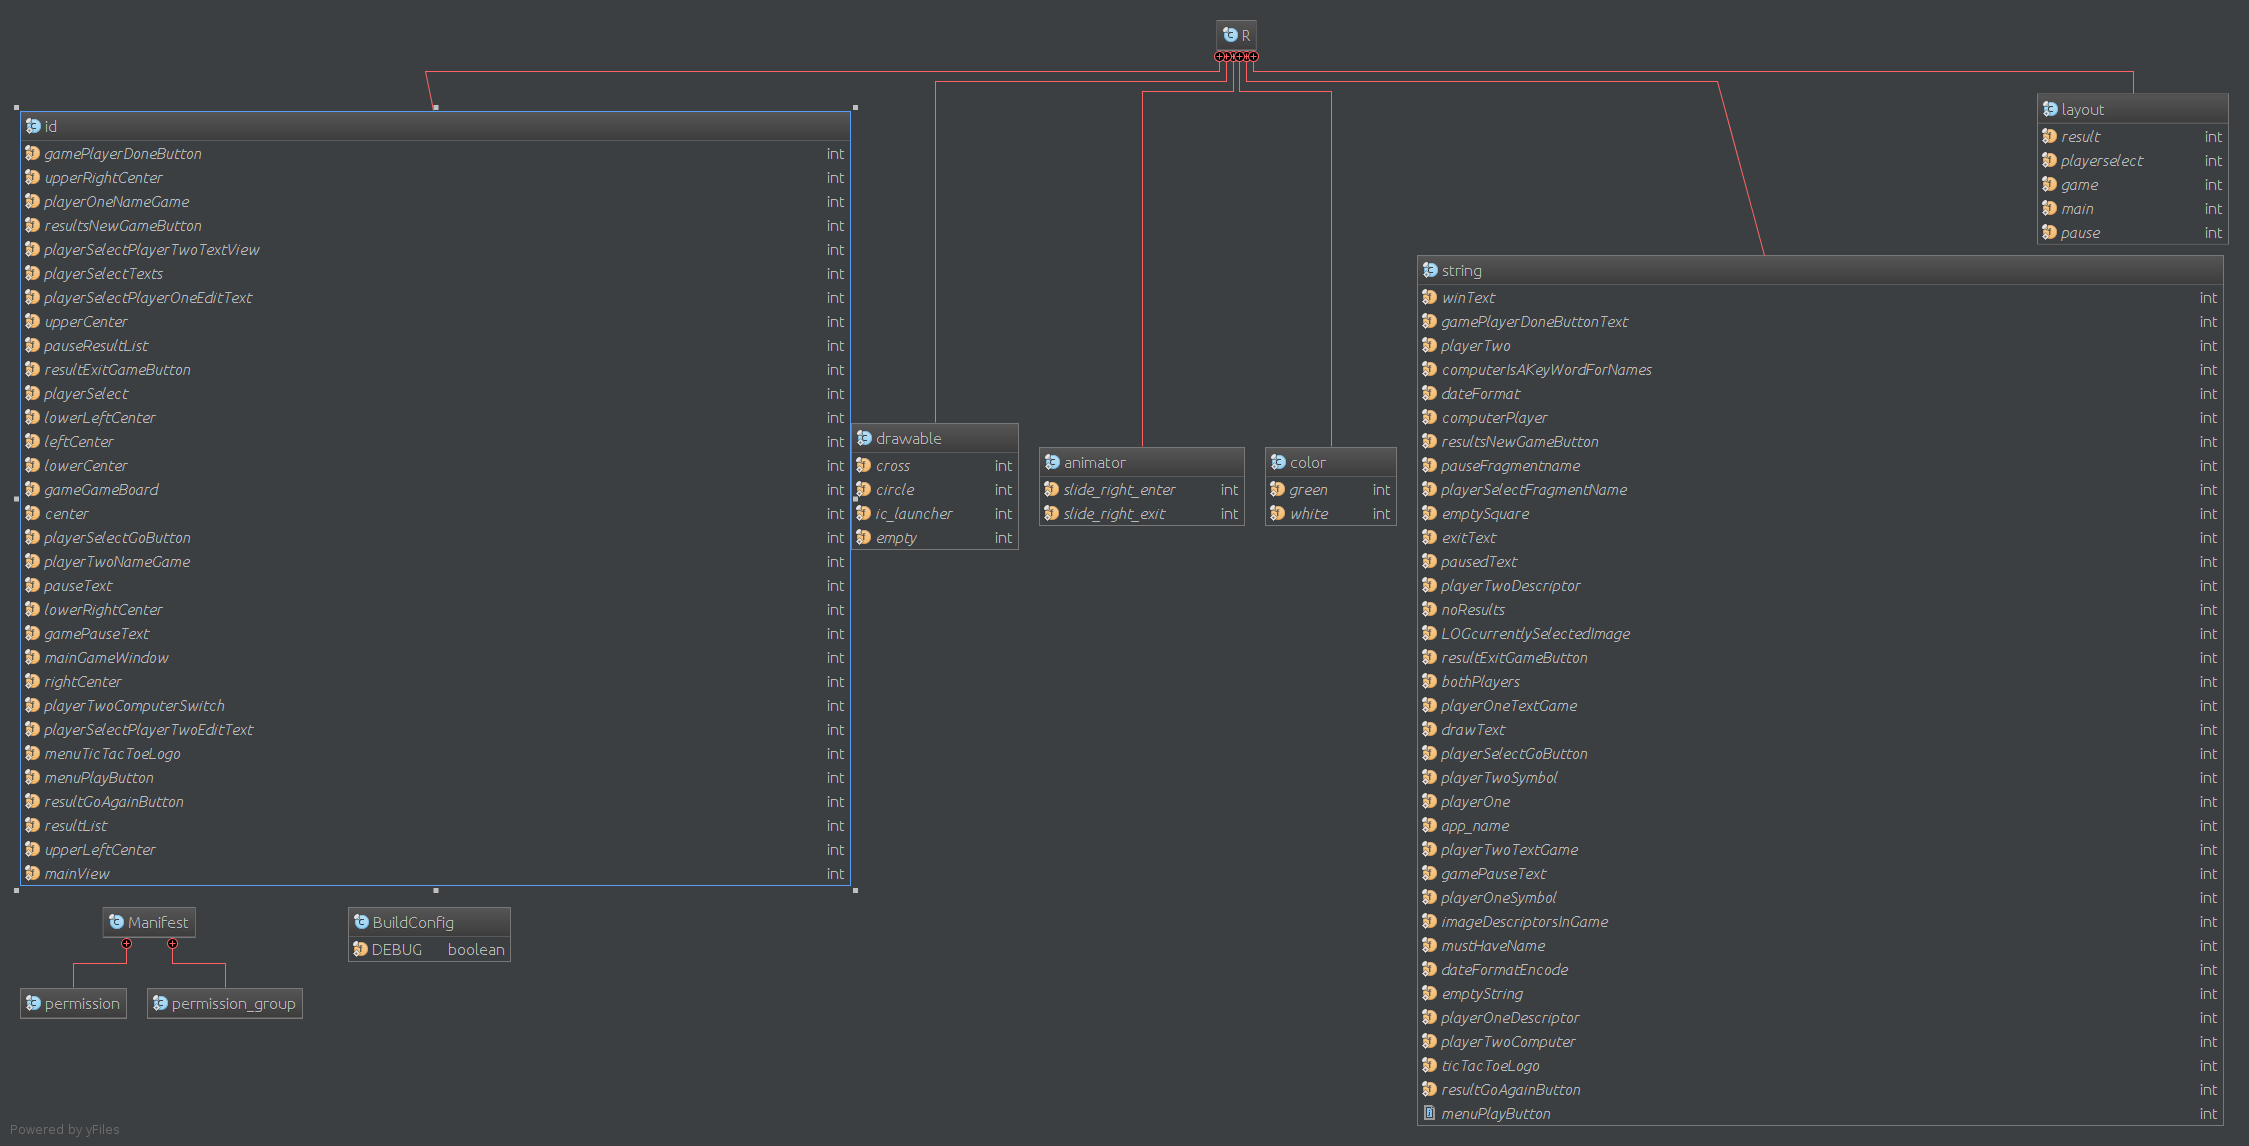 R
id
gamePlayerDoneButton int
upperRightCenter int
playerOneNameGame int
resultsNewGameButton int
playerSelectPlayerTwoTextView int
playerSelectTexts int
playerSelectPlayerOneEditText int
upperCenter int
pauseResultList int
resultExitGameButton int
playerSelect int
lowerLeftCenter int
leftCenter int
lowerCenter int
gameGameBoard int
center int
playerSelectGoButton int
playerTwoNameGame int
pauseText int
lowerRightCenter int
gamePauseText int
mainGameWindow int
rightCenter int
playerTwoComputerSwitch int
playerSelectPlayerTwoEditText int
menuTicTacToeLogo int
menuPlayButton int
resultGoAgainButton int
resultList int
upperLeftCenter int
mainView int
drawable
cross int
circle int
ic_launcher int
empty int
animator
slide_right_enter int
slide_right_exit int
color
green int
white int
layout
result int
playerselect int
game int
main int
pause int
string
winText int
gamePlayerDoneButtonText int
playerTwo int
computerIsAKeyWordForNames int
dateFormat int
computerPlayer int
resultsNewGameButton int
pauseFragmentname int
playerSelectFragmentName int
emptySquare int
exitText int
pausedText int
playerTwoDescriptor int
noResults int
LOGcurrentlySelectedImage int
resultExitGameButton int
bothPlayers int
playerOneTextGame int
drawText int
playerSelectGoButton int
playerTwoSymbol int
playerOne int
app_name int
playerTwoTextGame int
gamePauseText int
playerOneSymbol int
imageDescriptorsInGame int
mustHaveName int
dateFormatEncode int
emptyString int
playerOneDescriptor int
playerTwoComputer int
ticTacToeLogo int
resultGoAgainButton int
menuPlayButton int
Manifest
permission
permission_group
BuildConfig
DEBUG boolean
Powered by yFiles